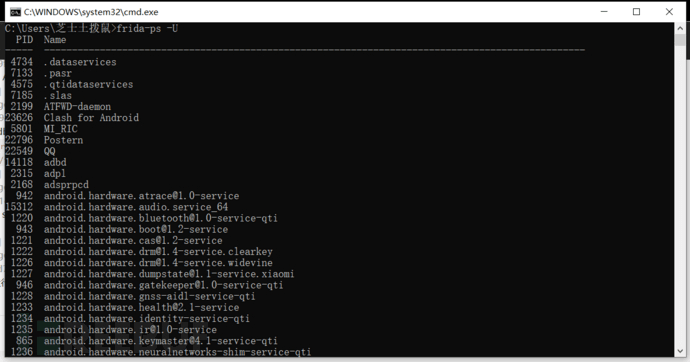 C:\WINDOWS\system32\cmd.exe
C:\Users\芝士土拨鼠>frida-ps -U
PID Name
----- --------------------------------------------------------------------------------
4734 .dataservices
7133 .pasr
4575 .qtidataservices
7185 .slas
2199 ATFWD-daemon
23626 Clash for Android
5801 MI_RIC
22796 Postern
22549 QQ
14118 adbd
2315 adpl
2168 adsprpcd
942 android.hardware.atrace@1.0-service
15312 android.hardware.audio.service_64
1220 android.hardware.bluetooth@1.0-service-qti
943 android.hardware.boot@1.2-service
1221 android.hardware.cas@1.2-service
1222 android.hardware.drm@1.4-service.clearkey
1226 android.hardware.drm@1.4-service.widevine
1227 android.hardware.dumpstate@1.1-service.xiaomi
946 android.hardware.gatekeeper@1.0-service-qti
1228 android.hardware.gnss-aidl-service-qti
1233 android.hardware.health@2.1-service
1234 android.hardware.identity-service-qti
1235 android.hardware.ir@1.0-service
865 android.hardware.keymaster@4.1-service-qti
1236 android.hardware.neuralnetworks-shim-service-qti